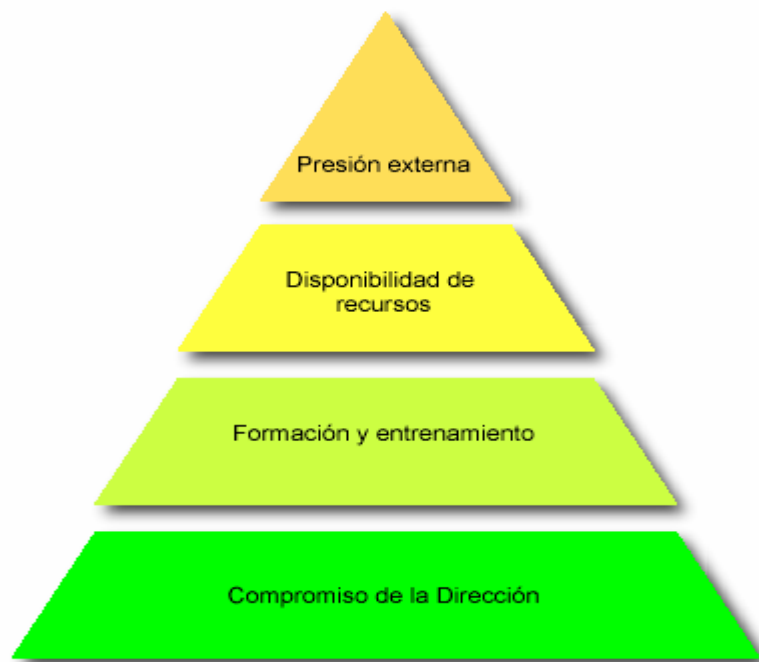 Presión externa
Disponibilidad de
recursos
Formación y entrenamiento
Compromiso de la Dirección